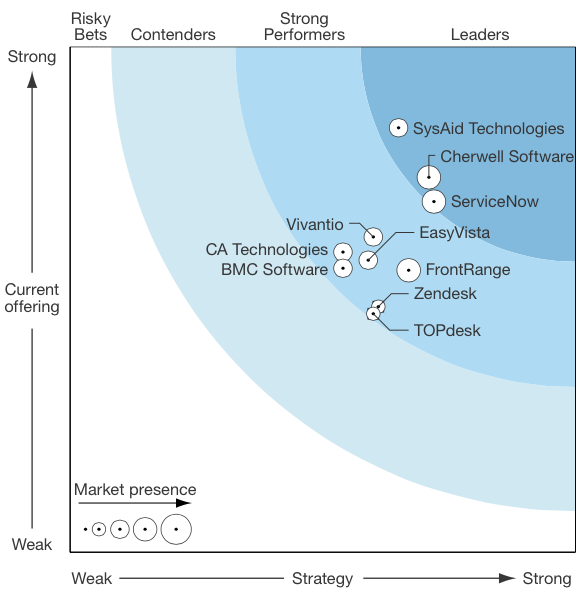 Risky
Bets
Contenders
Strong
Performers
Leaders
Strong
SysAid Technologies
Cherwell Software
ServiceNow
Vivantio
EasyVista
CA Technologies
BMC Software
FrontRange
Zendesk
TOPdesk
Current
offering
Market presence
Weak
Weak
Strategy
Strong